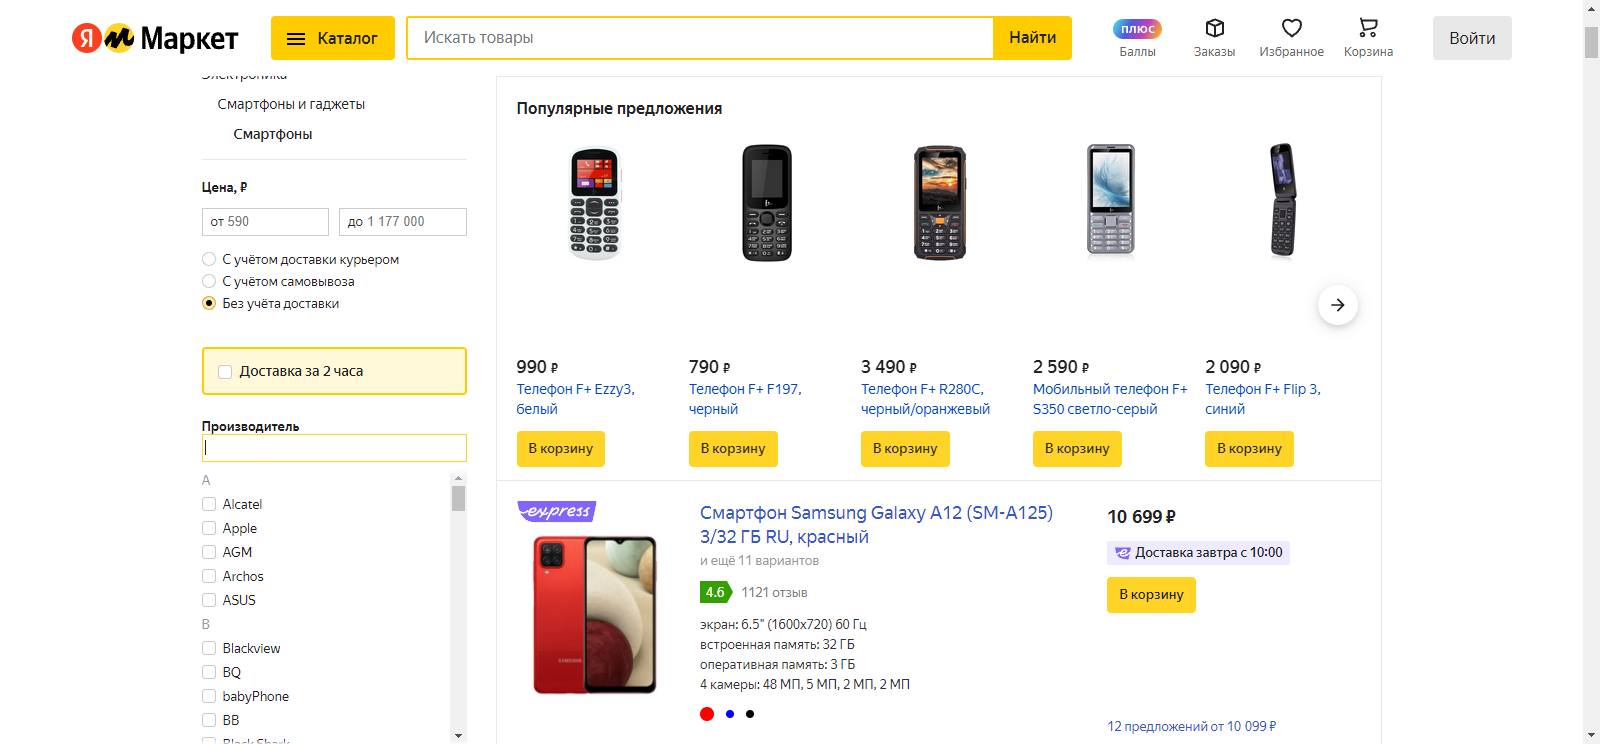 Я Маркет
Каталог
Искать товары
Найти
плюс
Баллы
Заказы
Избранное
Корзина
Войти
Электроника
Смартфоны и гаджеты
Смартфоны
Цена, ₽
от 590
до 1 177 000
С учётом доставки курьером
С учётом самовывоза
Без учёта доставки
Доставка за 2 часа
Производитель
A
Alcatel
Apple
AGM
Archos
ASUS
B
Blackview
BQ
babyPhone
BB
Black Shark
Популярные предложения
990 ₽
Телефон F+ Ezzy3,
белый
В корзину
790 ₽
Телефон F+ F197,
черный
В корзину
3 490 ₽
Телефон F+ R280C,
черный/оранжевый
В корзину
2 590 ₽
Мобильный телефон F+
S350 светло-серый
В корзину
2 090 ₽
Телефон F+ Flip 3,
синий
В корзину
express
SAMSUNG
Смартфон Samsung Galaxy A12 (SM-A125)
3/32 ГБ RU, красный
и ещё 11 вариантов
4.6 1121 отзыв
экран: 6.5" (1600x720) 60 Гц
встроенная память: 32 ГБ
оперативная память: 3 ГБ
4 камеры: 48 МП, 5 МП, 2 МП, 2 МП
10 699 ₽
Доставка завтра с 10:00
В корзину
12 предложений от 10 099 ₽